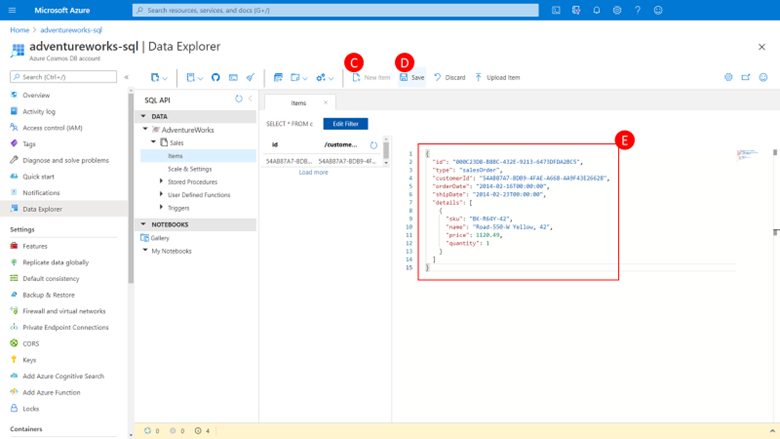 Microsoft Azure
Search resources, services, and docs (G+/)
Home > adventureworks-sql
adventureworks-sql | Data Explorer
Azure Cosmos DB account
C
D
Search (Ctrl+/)
New Item
Save
Discard
Upload Item
Overview
Activity log
Access control (IAM)
Tags
Diagnose and solve problems
Quick start
Notifications
Data Explorer
Settings
Features
Replicate data globally
Default consistency
Backup & Restore
Firewall and virtual networks
Private Endpoint Connections
CORS
Keys
Add Azure Cognitive Search
Add Azure Function
Locks
Containers
SQL API
DATA
AdventureWorks
Sales
Items
Scale & Settings
Stored Procedures
User Defined Functions
Triggers
NOTEBOOKS
Gallery
My Notebooks
Items
SELECT * FROM c
Edit Filter
id /custome...
54AB87A7-BDB... 54AB87A7-BDB9-4F...
Load more
E
1 {
2 "id": "000C23D8-B8BC-432E-9213-6473DFDA2BC5",
3 "type": "salesOrder",
4 "customerId": "54AB87A7-BDB9-4FAE-A668-AA9F43E26628",
5 "orderDate": "2014-02-16T00:00:00",
6 "shipDate": "2014-02-23T00:00:00",
7 "details": [
8 {
9 "sku": "BK-R64Y-42",
10 "name": "Road-550-W Yellow, 42",
11 "price": 1120.49,
12 "quantity": 1
13 }
14 ]
15 }
0 0 4